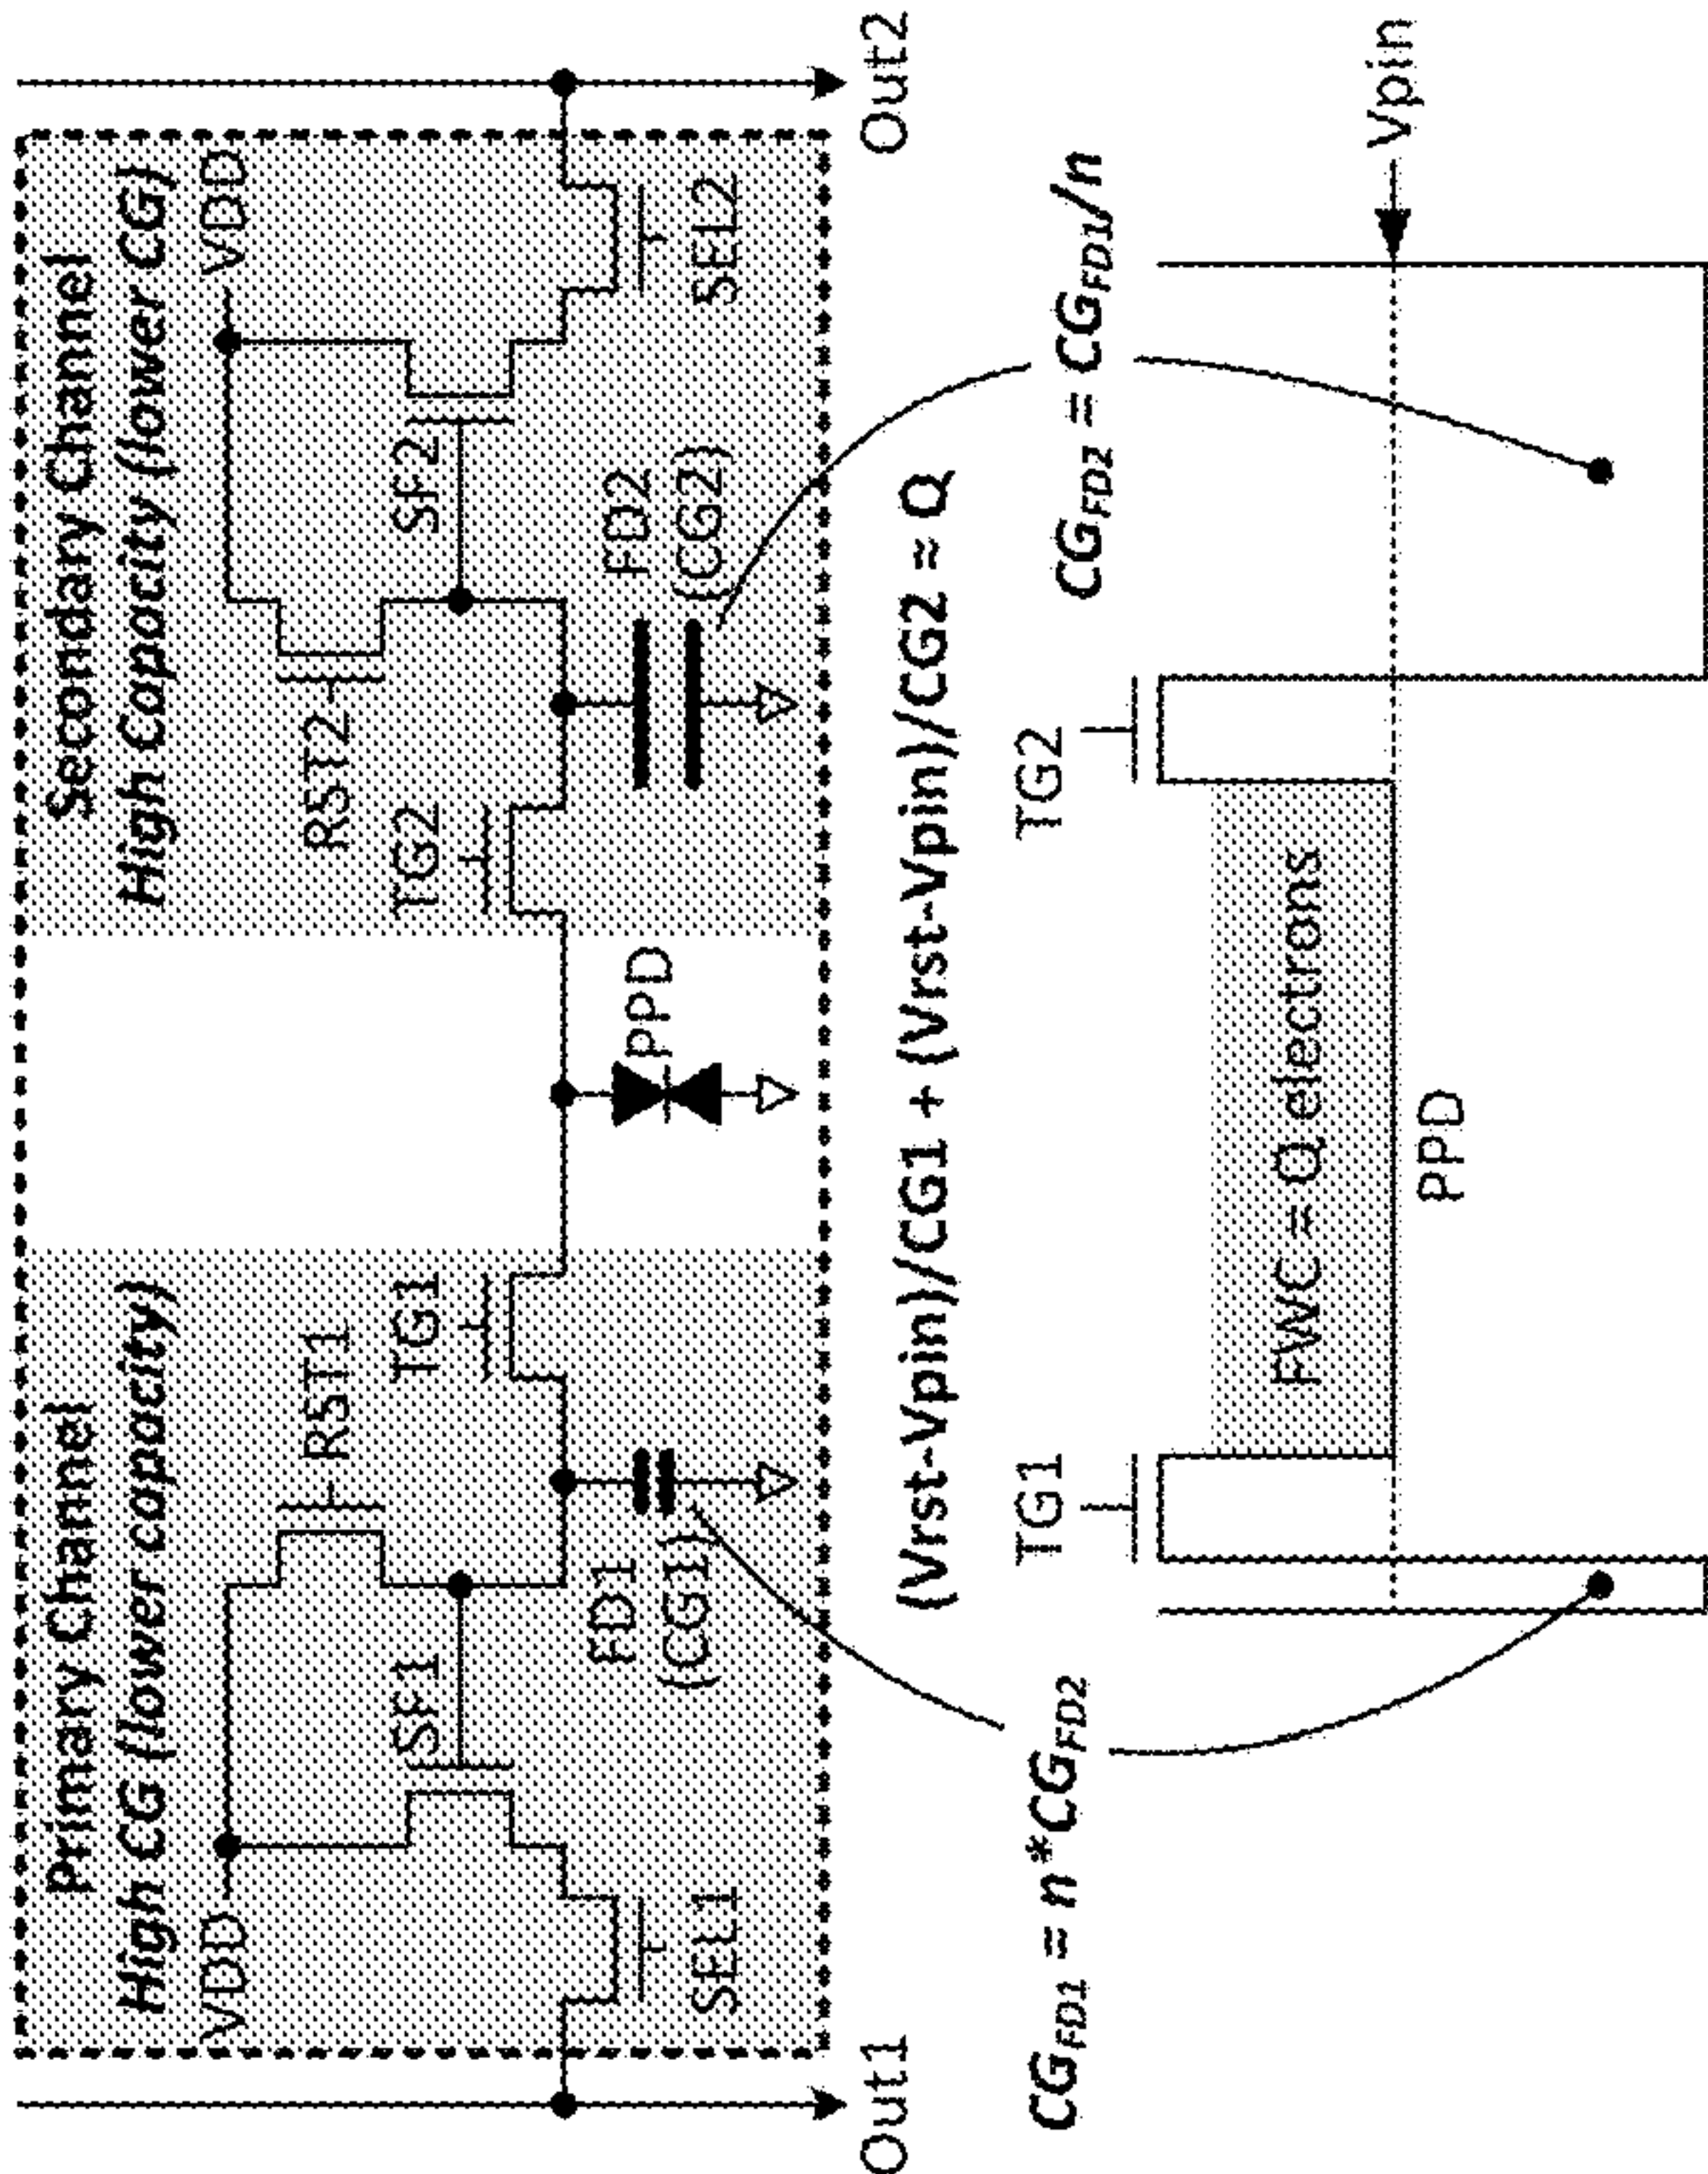 Primary Channel
High CG (lower capacity)
Secondary Channel
High Capacity (lower CG)
VDD
VDD
RST1
RST2
SF1
TG1
TG2
SF2
FD1
(CG1)
PPD
FD2
(CG2)
SEL1
SEL2
Out1
Out2
(Vrst-Vpin)/CG1 + (Vrst-Vpin)/CG2 ≈ Q
CG_FD1 = n*CG_FD2
TG1
TG2
CG_FD2 = CG_FD1/n
FWC = Q electrons
PPD
Vpin